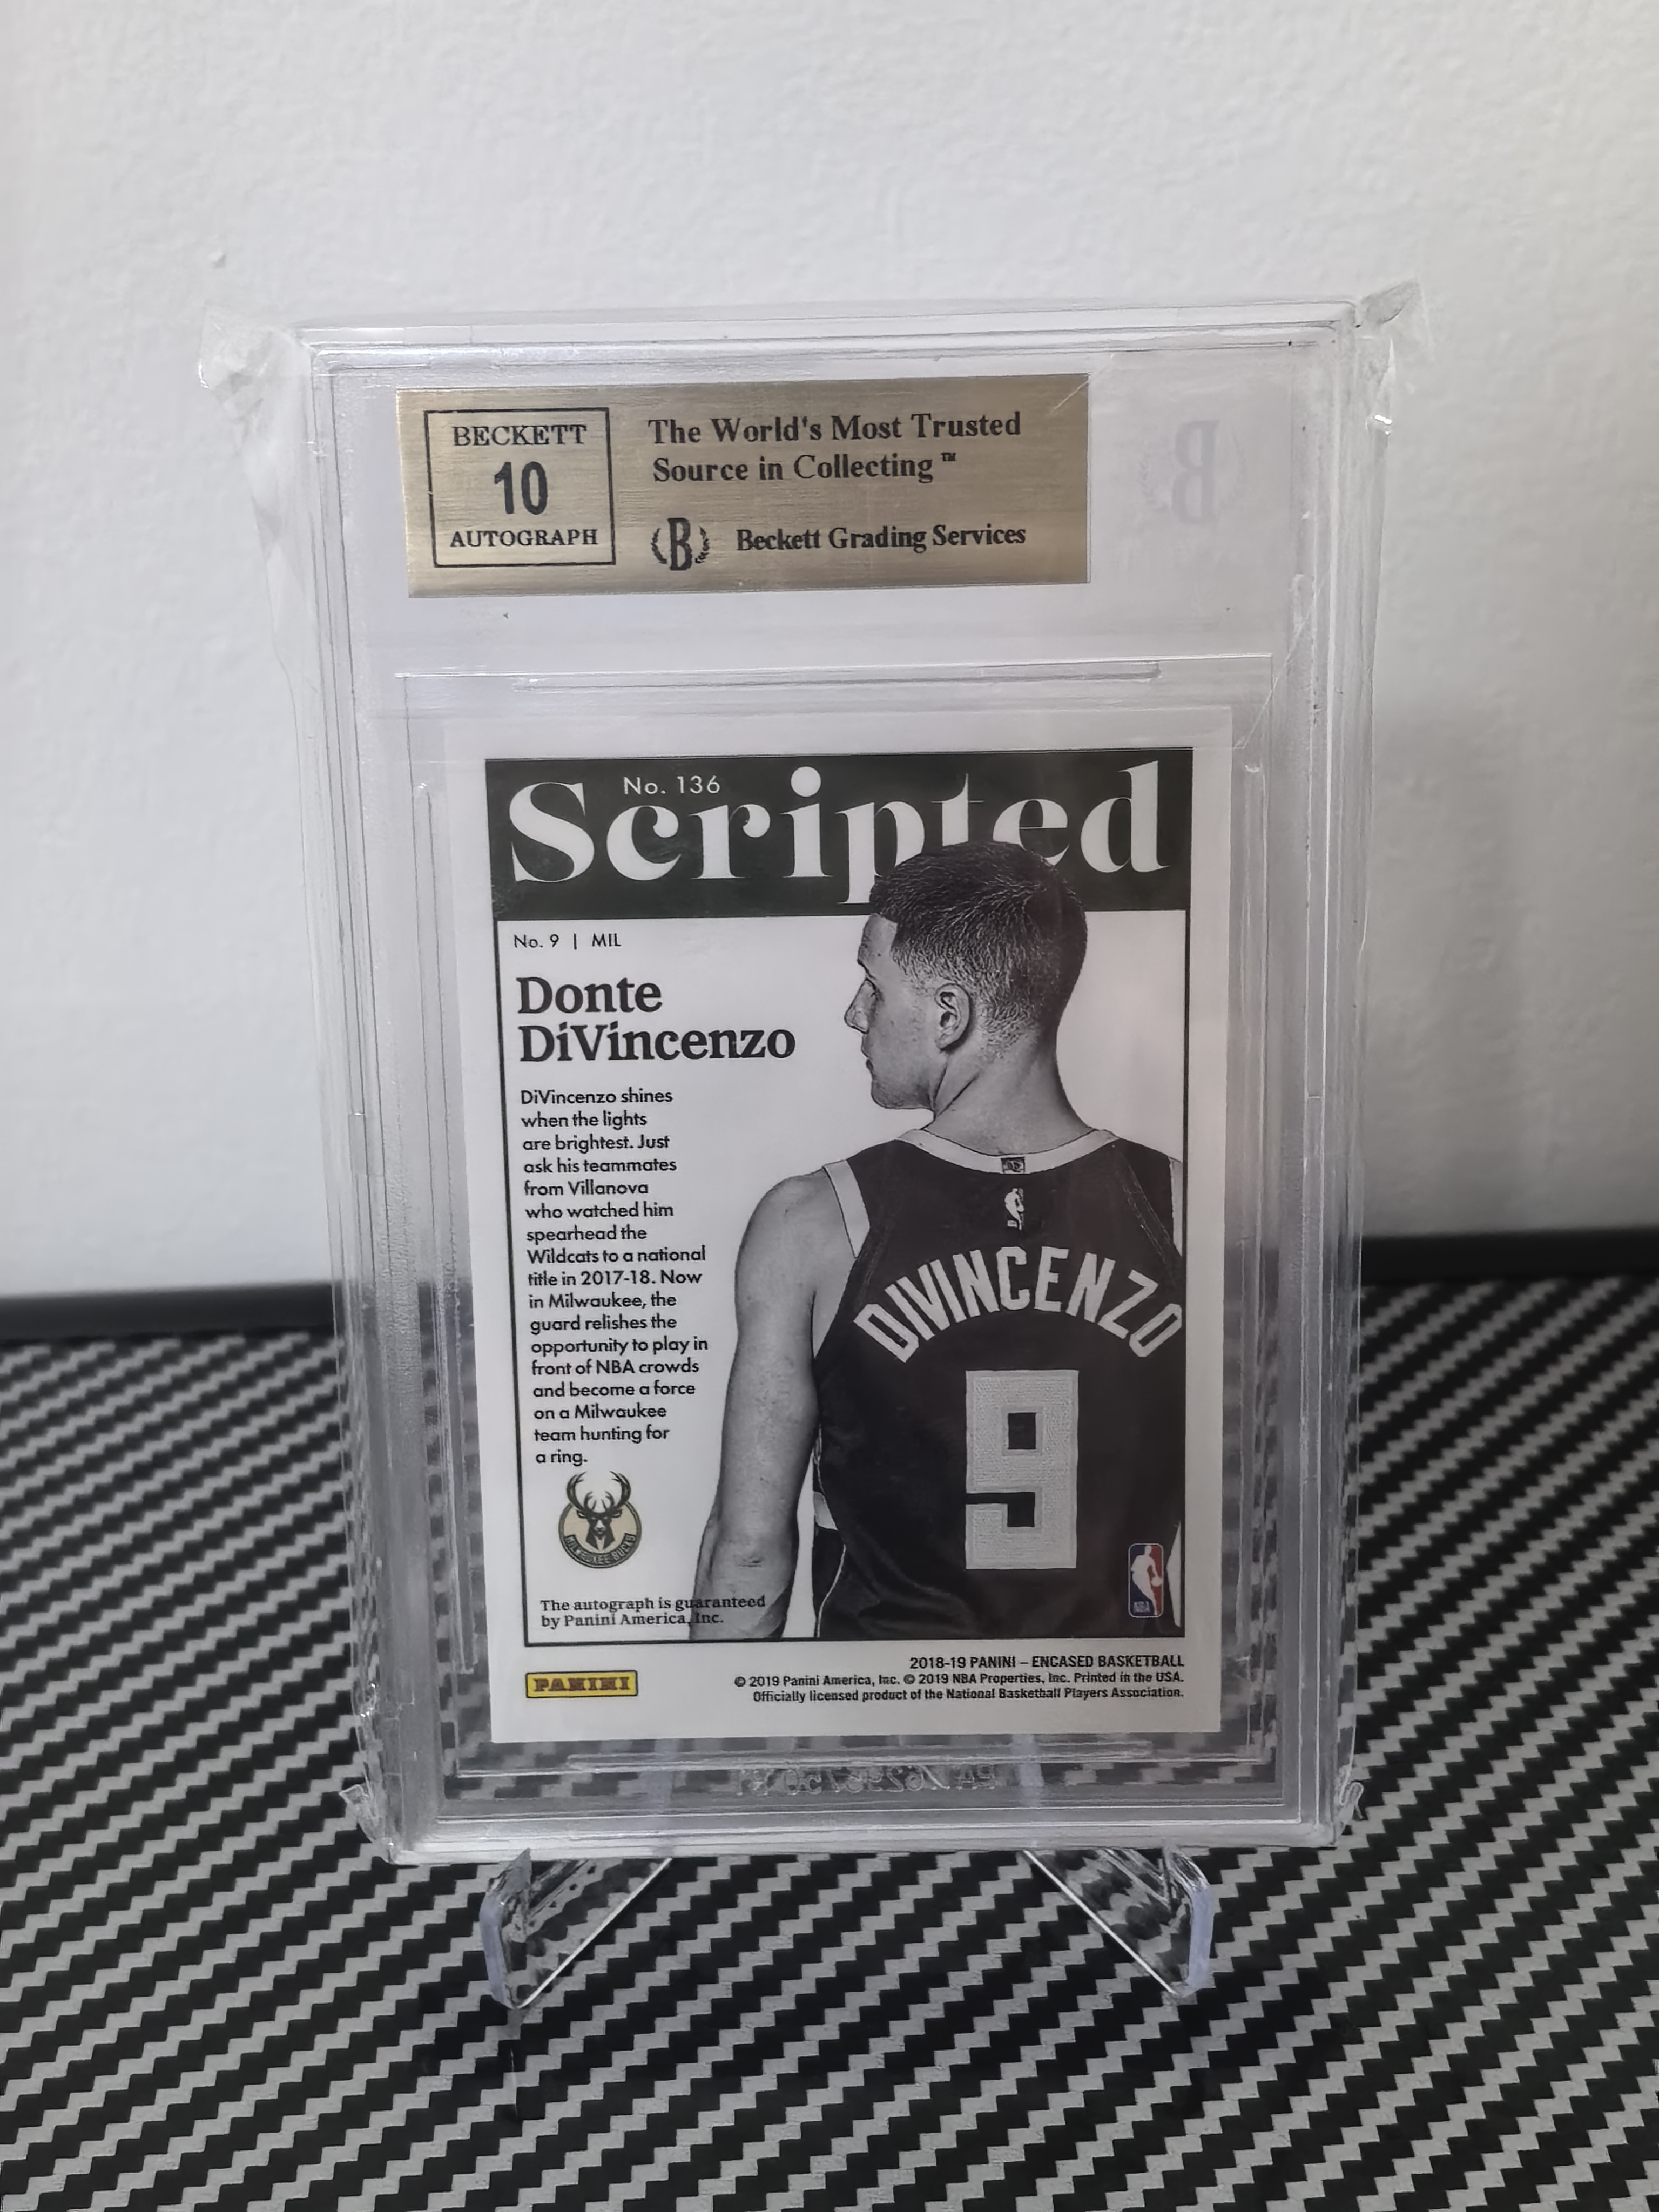 BECKETT
10
AUTOGRAPH
The World's Most Trusted
Source in Collecting™
B
Beckett Grading Services
B
No. 136
Scripted
No. 9 | MIL
Donte
DiVincenzo
DiVincenzo shines
when the lights
are brightest. Just
ask his teammates
from Villanova
who watched him
spearhead the
Wildcats to a national
title in 2017-18. Now
in Milwaukee, the
guard relishes the
opportunity to play in
front of NBA crowds
and become a force
on a Milwaukee
team hunting for
a ring.
DIVINCENZO
9
MILWAUKEE BUCKS
The autograph is guaranteed
by Panini America, Inc.
PANINI
2018-19 PANINI – ENCASED BASKETBALL
© 2019 Panini America, Inc. © 2019 NBA Properties, Inc. Printed in the USA.
Officially licensed product of the National Basketball Players Association.